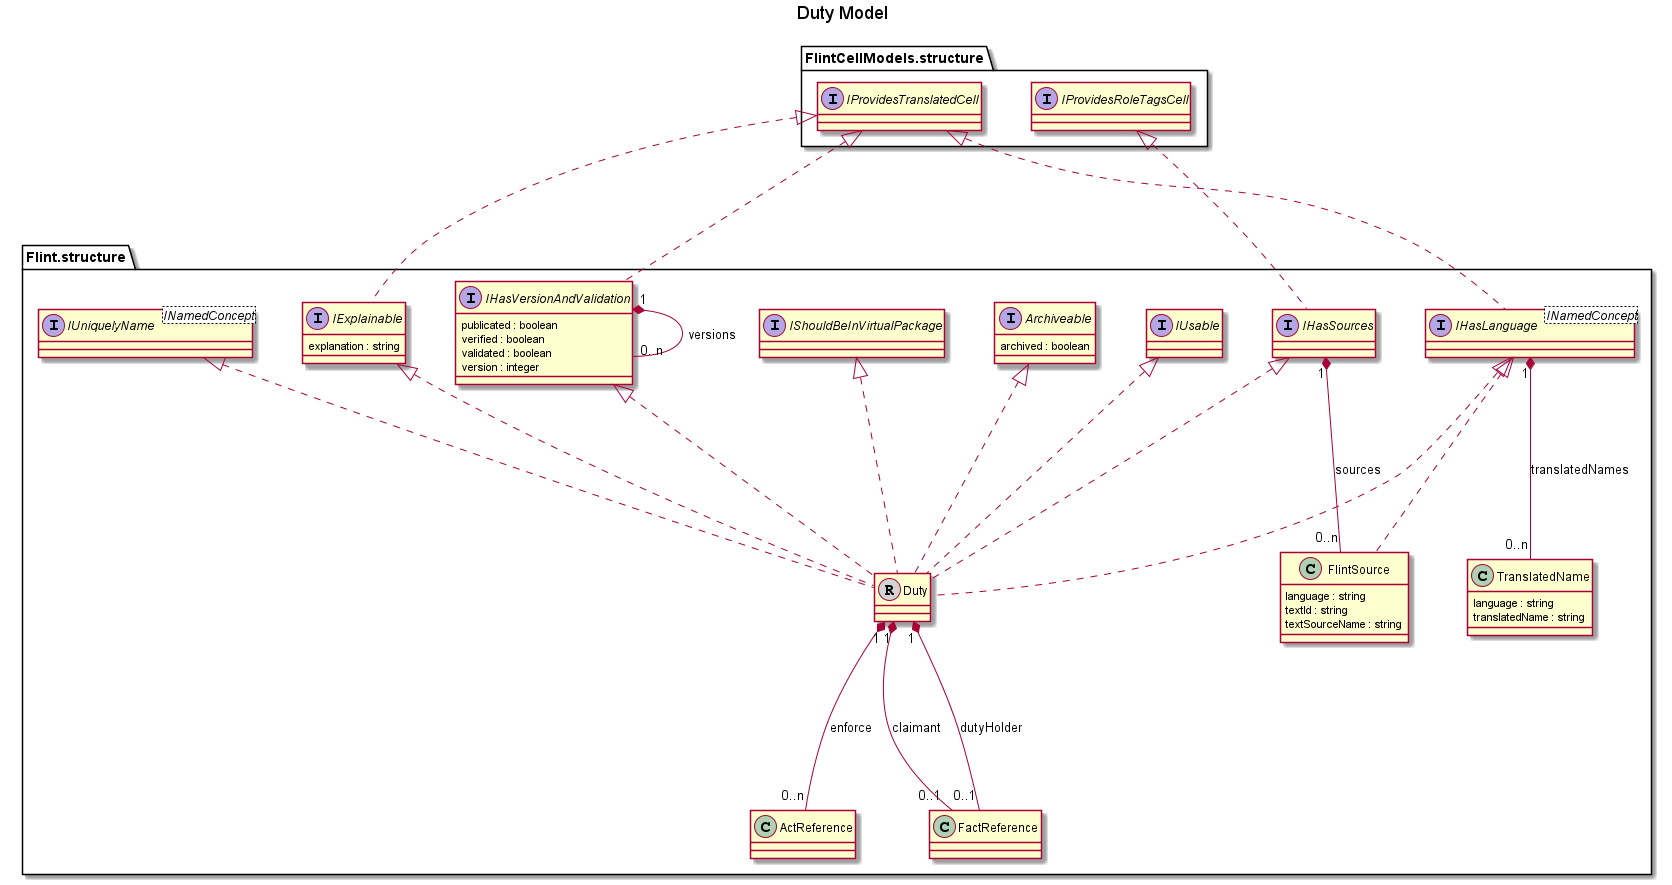 Duty Model
FlintCellModels.structure
I IProvidesTranslatedCell
I IProvidesRoleTagsCell
Flint.structure
I IUniquelyName
INamedConcept
I IExplainable
explanation : string
I IHasVersionAndValidation
publicated : boolean
verified : boolean
validated : boolean
version : integer
1
versions
0..n
I IShouldBeInVirtualPackage
I Archiveable
archived : boolean
I IUsable
I IHasSources
I IHasLanguage
INamedConcept
1
1
sources
translatedNames
0..n
0..n
R Duty
C FlintSource
language : string
textId : string
textSourceName : string
C TranslatedName
language : string
translatedName : string
1
1
1
enforce
claimant
dutyHolder
0..n
0..1
0..1
C ActReference
C FactReference